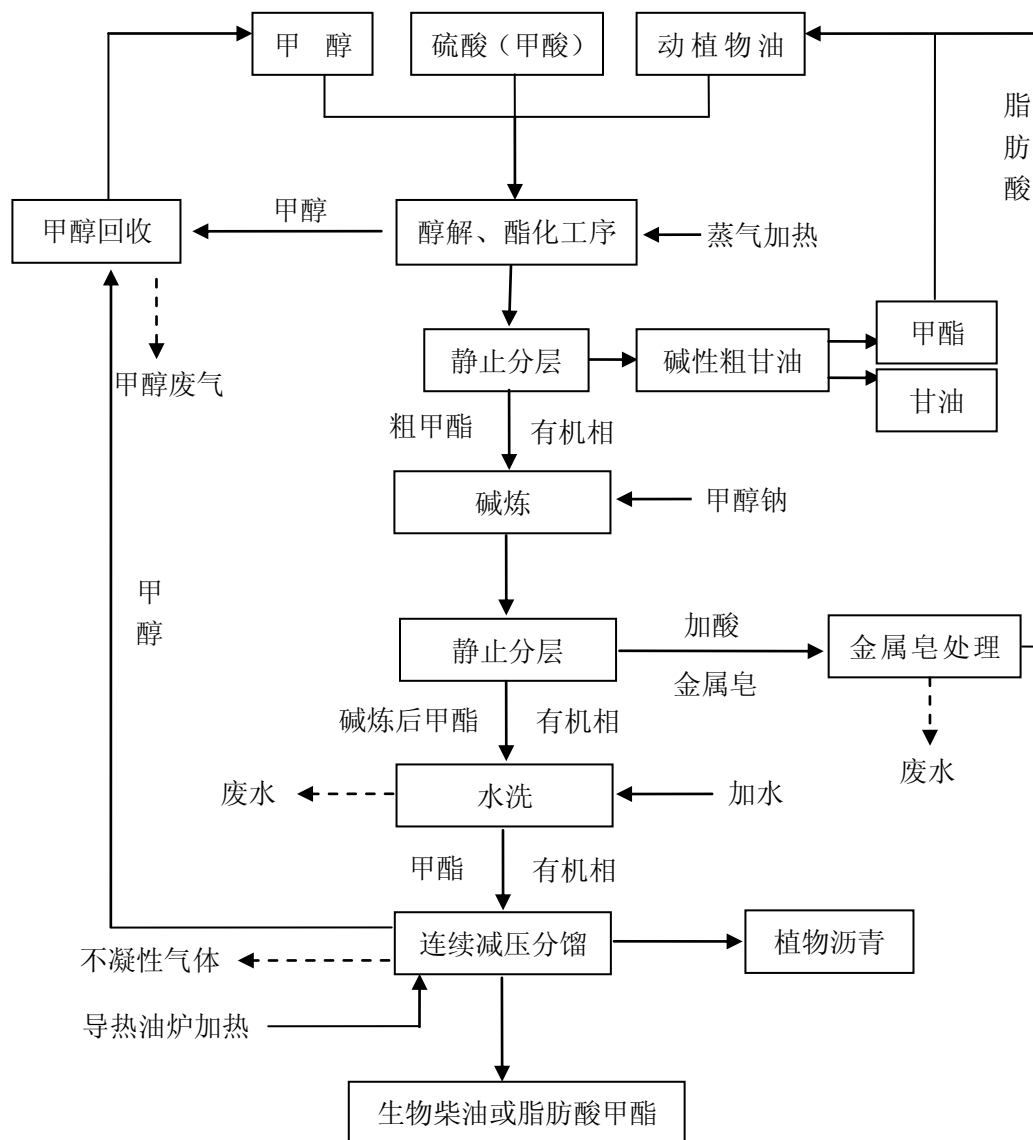 甲 醇
硫酸（甲酸）
动植物油
脂
肪
酸
甲醇回收
甲醇
醇解、酯化工序
蒸气加热
甲醇废气
静止分层
碱性粗甘油
甲酯
甘油
粗甲酯
有机相
碱炼
甲醇钠
甲
醇
静止分层
加酸
金属皂
金属皂处理
碱炼后甲酯
有机相
废水
废水
水洗
加水
甲酯
有机相
连续减压分馏
植物沥青
不凝性气体
导热油炉加热
生物柴油或脂肪酸甲酯